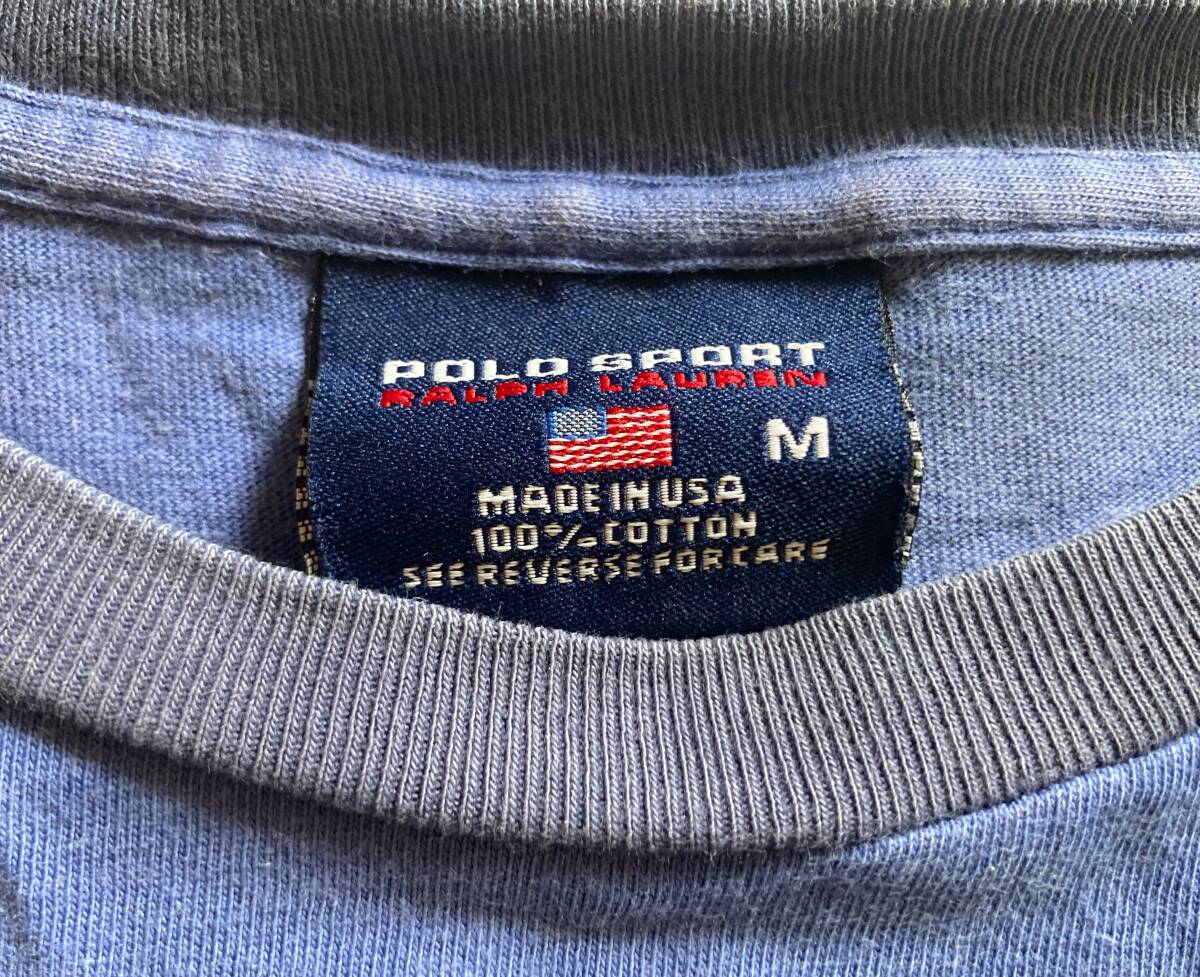 POLO SPORT
RALPH LAUREN
M
MADE IN USA
100% COTTON
SEE REVERSE FOR CARE